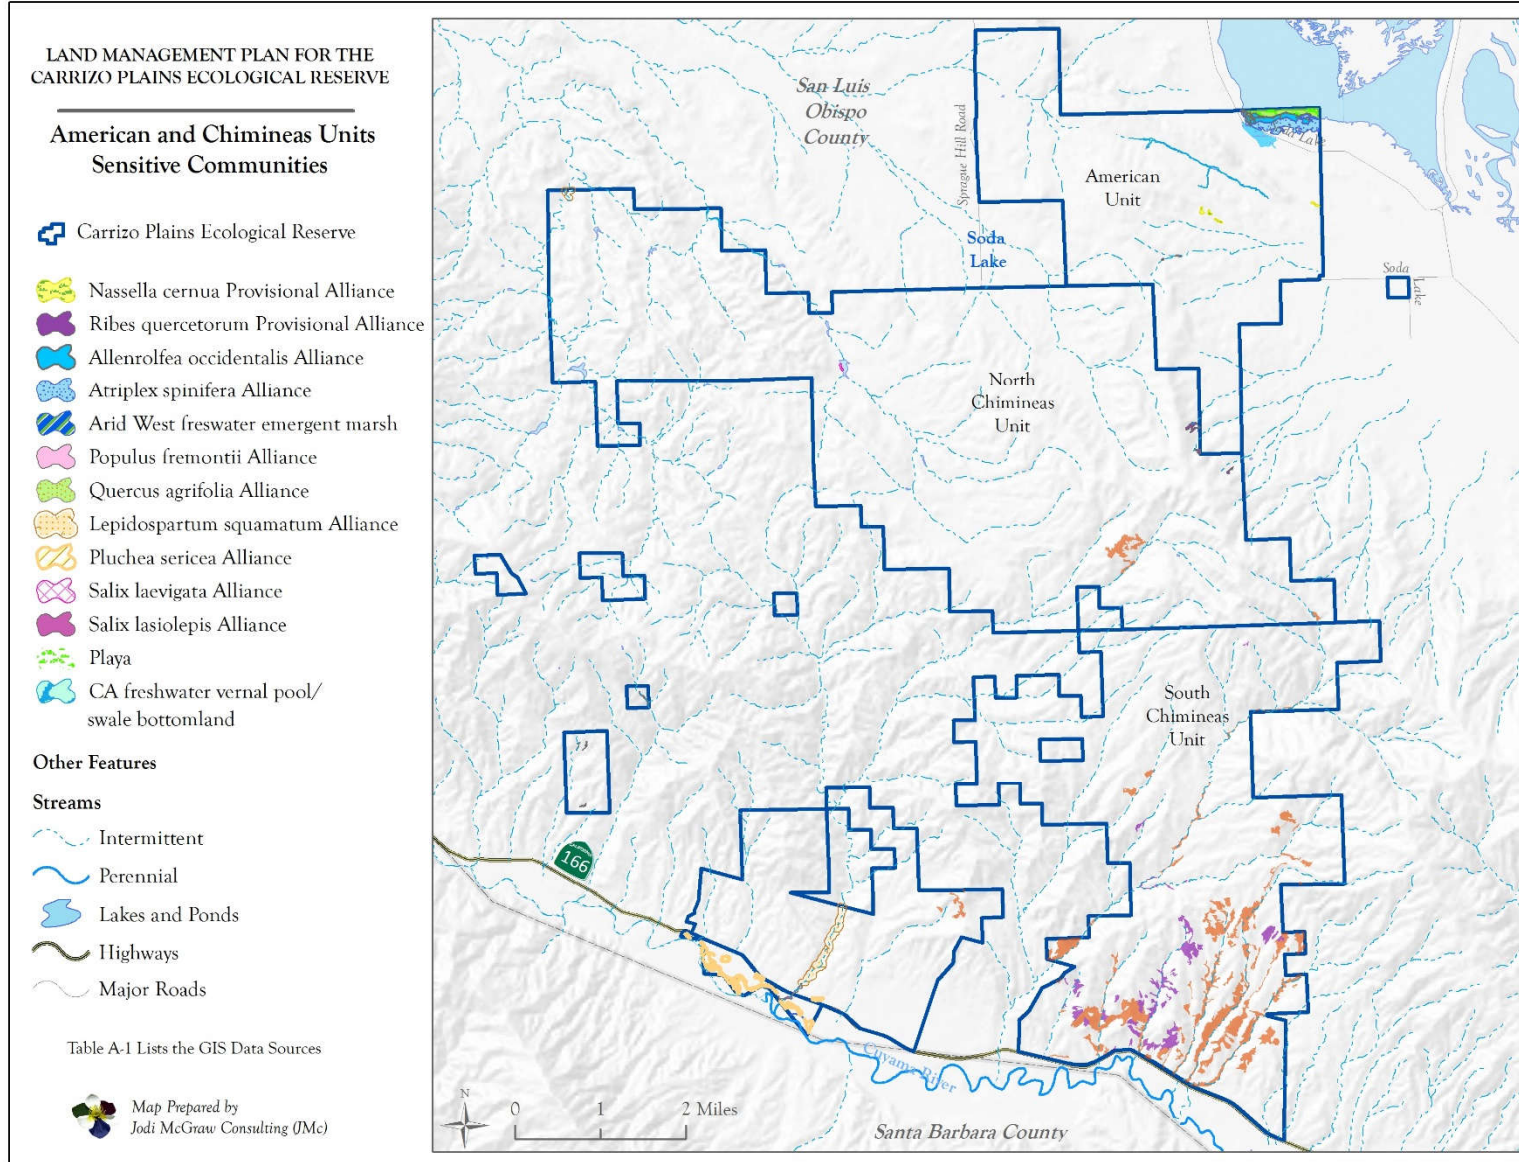 LAND MANAGEMENT PLAN FOR THE
CARRIZO PLAINS ECOLOGICAL RESERVE
American and Chimineas Units
Sensitive Communities
Carrizo Plains Ecological Reserve
Nassella cernua Provisional Alliance
Ribes quercetorum Provisional Alliance
Allenrolfea occidentalis Alliance
Atriplex spinifera Alliance
Arid West freswater emergent marsh
Populus fremontii Alliance
Quercus agrifolia Alliance
Lepidospartum squamatum Alliance
Pluchea sericea Alliance
Salix laevigata Alliance
Salix lasiolepis Alliance
Playa
CA freshwater vernal pool/
swale bottomland
Other Features
Streams
Intermittent
Perennial
Lakes and Ponds
Highways
Major Roads
Table A-1 Lists the GIS Data Sources
Map Prepared by
Jodi McGraw Consulting (JMc)
San Luis
Obispo
County
Sprague Hill Road
Soda Lake
American
Unit
Soda
Lake
Soda
Lake
North
Chimineas
Unit
South
Chimineas
Unit
166
Cuyama River
N
0 1 2 Miles
Santa Barbara County